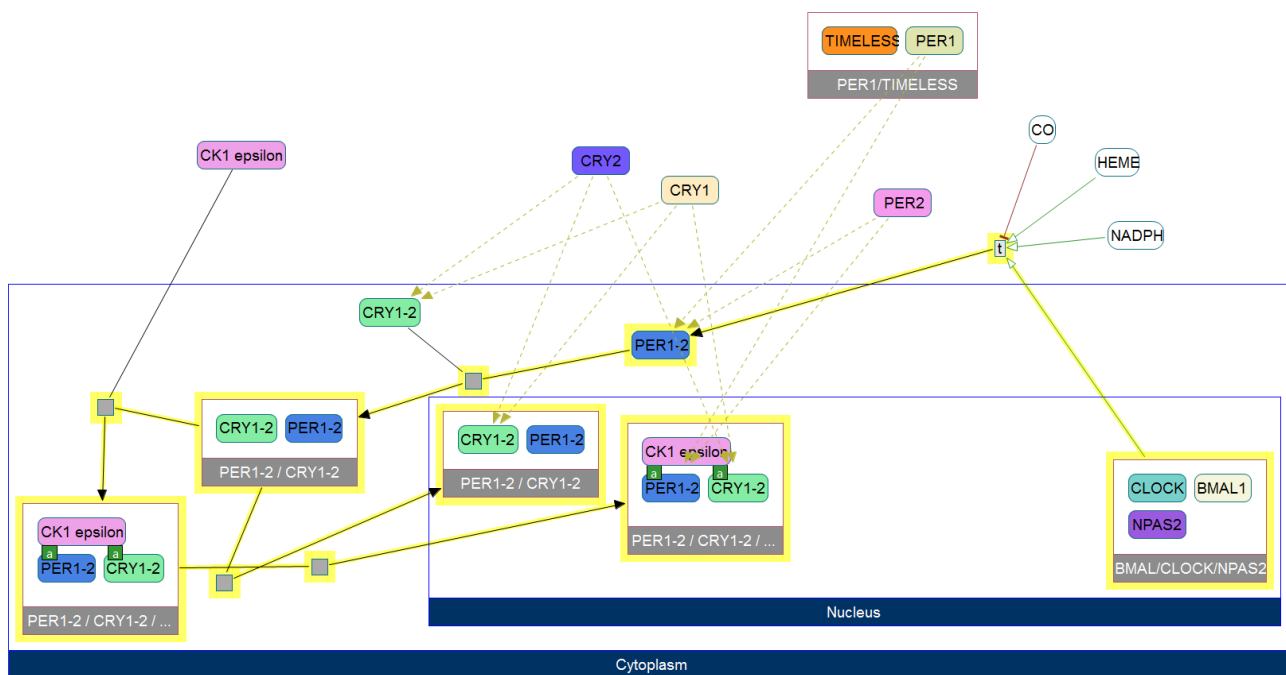 TIMELESS
PER1
PER1/TIMELESS
CO
CK1 epsilon
CRY2
HEME
CRY1
PER2
NADPH
t
CRY1-2
PER1-2
CRY1-2
PER1-2
PER1-2 / CRY1-2
CRY1-2
PER1-2
PER1-2 / CRY1-2
CK1 epsilon
a
a
PER1-2
CRY1-2
PER1-2 / CRY1-2 / ...
CLOCK
BMAL1
NPAS2
BMAL/CLOCK/NPAS2
CK1 epsilon
a
a
PER1-2
CRY1-2
PER1-2 / CRY1-2 / ...
Nucleus
Cytoplasm